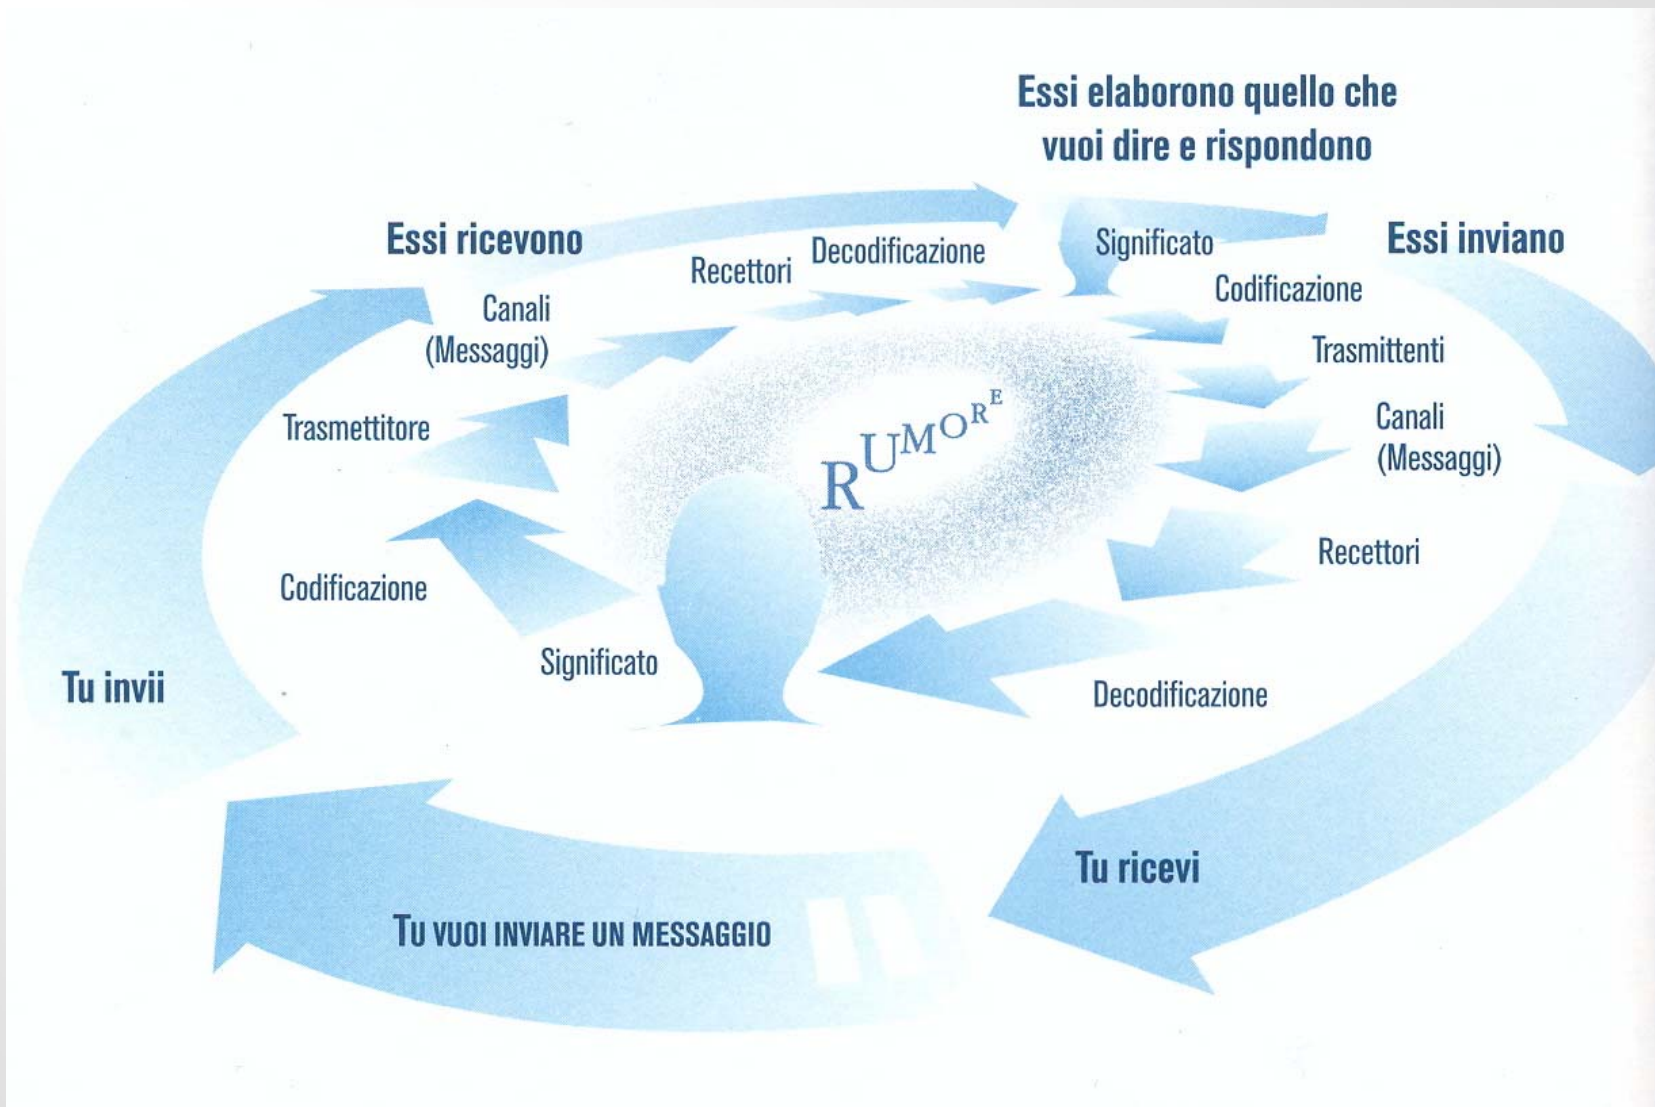 Essi elaborono quello che
vuoi dire e rispondono
Essi ricevono
Decodificazione
Significato
Essi inviano
Recettori
Codificazione
Canali
(Messaggi)
Trasmittenti
Trasmettitore
RUMORE
Canali
(Messaggi)
Recettori
Codificazione
Significato
Tu invii
Decodificazione
Tu ricevi
TU VUOI INVIARE UN MESSAGGIO